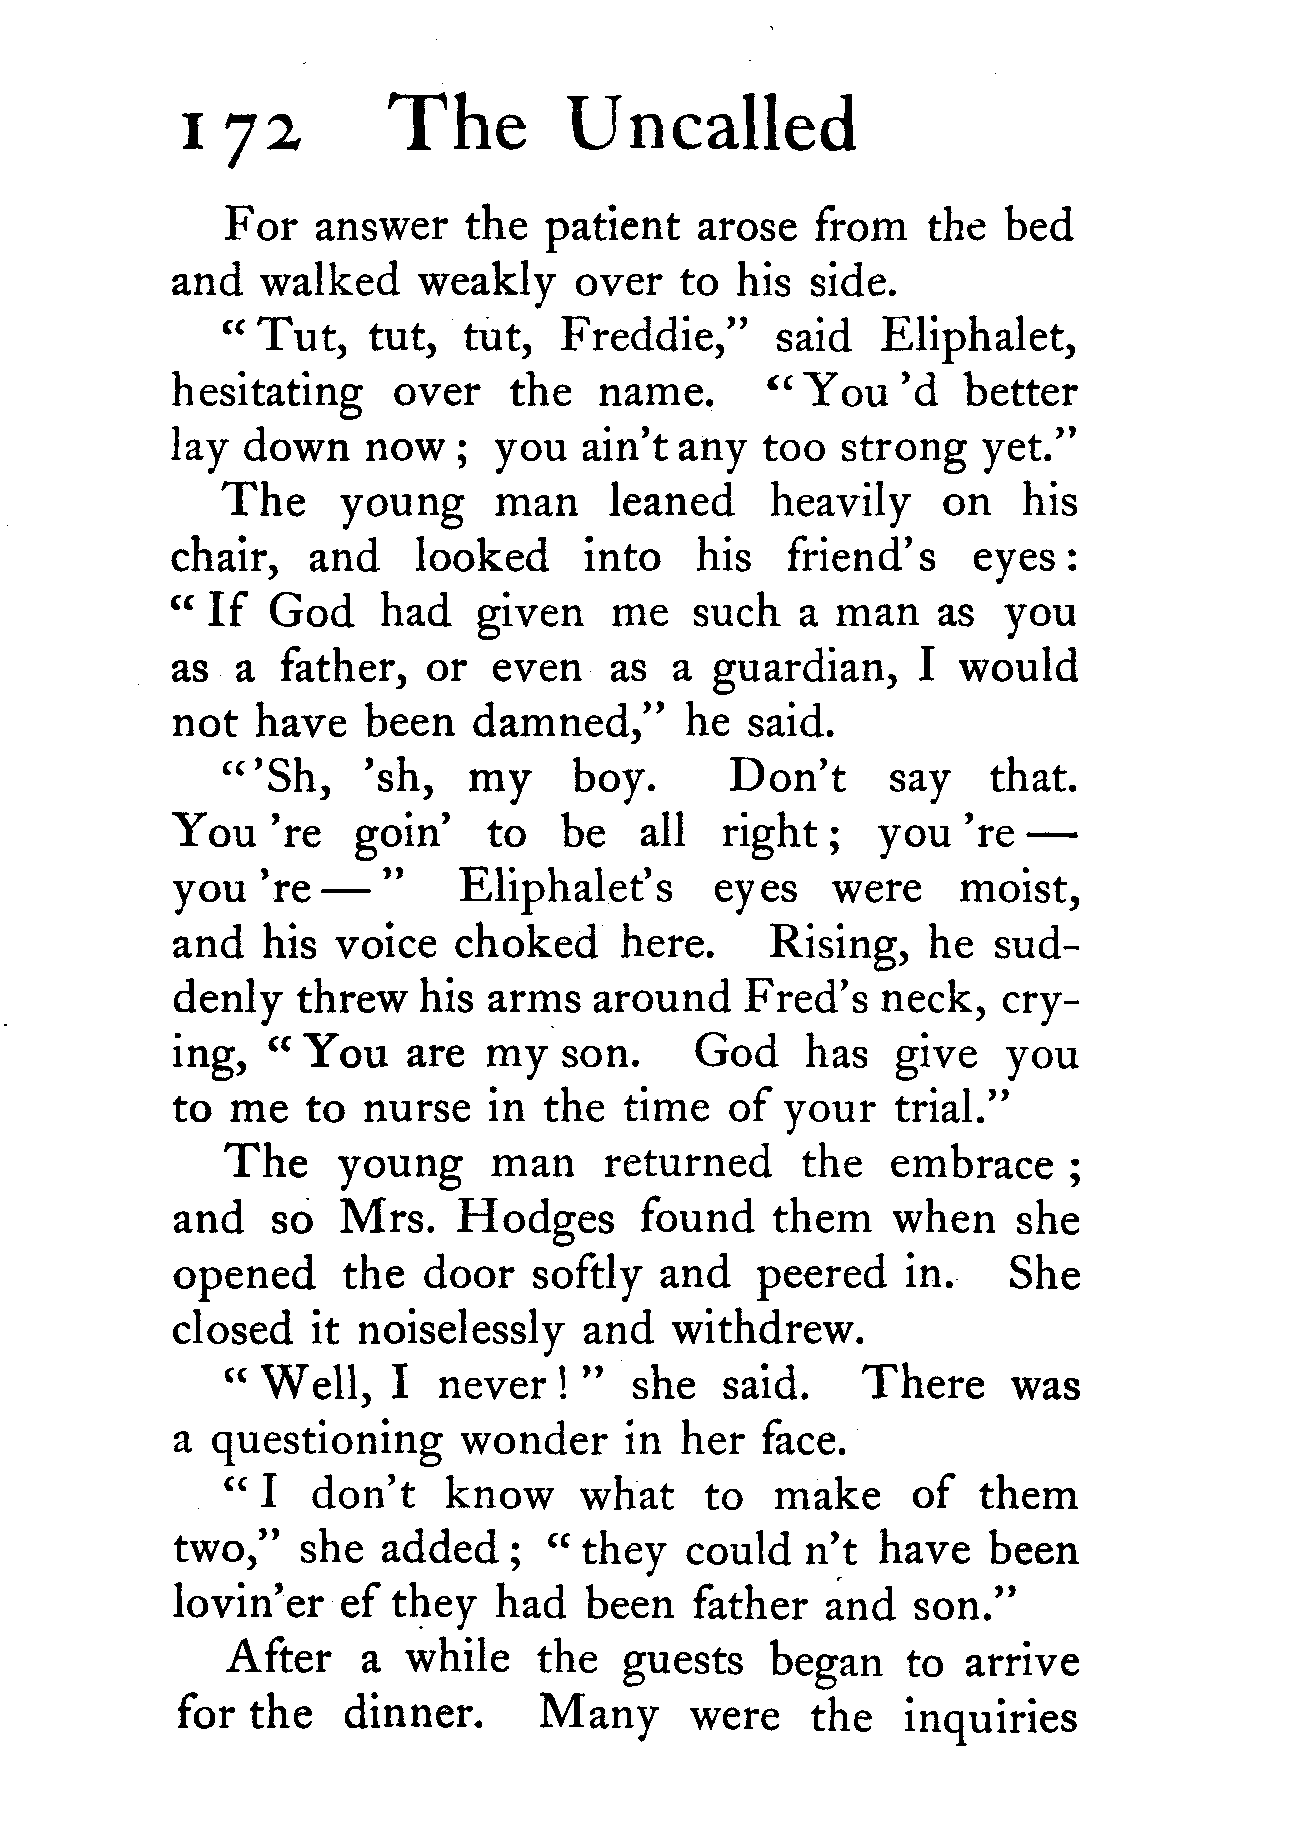 172 The Uncalled
For answer the patient arose from the bed
and walked weakly over to his side.
“Tut, tut, tut, Freddie,” said Eliphalet,
hesitating over the name. “You 'd better
lay down now; you ain't any too strong yet.”
The young man leaned heavily on his
chair, and looked into his friend's eyes:
“If God had given me such a man as you
as a father, or even as a guardian, I would
not have been damned,” he said.
“'Sh, 'sh, my boy. Don't say that.
You 're goin' to be all right; you 're —
you 're — ” Eliphalet's eyes were moist,
and his voice choked here. Rising, he sud-
denly threw his arms around Fred's neck, cry-
ing, “You are my son. God has give you
to me to nurse in the time of your trial.”
The young man returned the embrace;
and so Mrs. Hodges found them when she
opened the door softly and peered in. She
closed it noiselessly and withdrew.
“Well, I never!” she said. There was
a questioning wonder in her face.
“I don't know what to make of them
two,” she added; “they could n't have been
lovin'er ef they had been father and son.”
After a while the guests began to arrive
for the dinner. Many were the inquiries